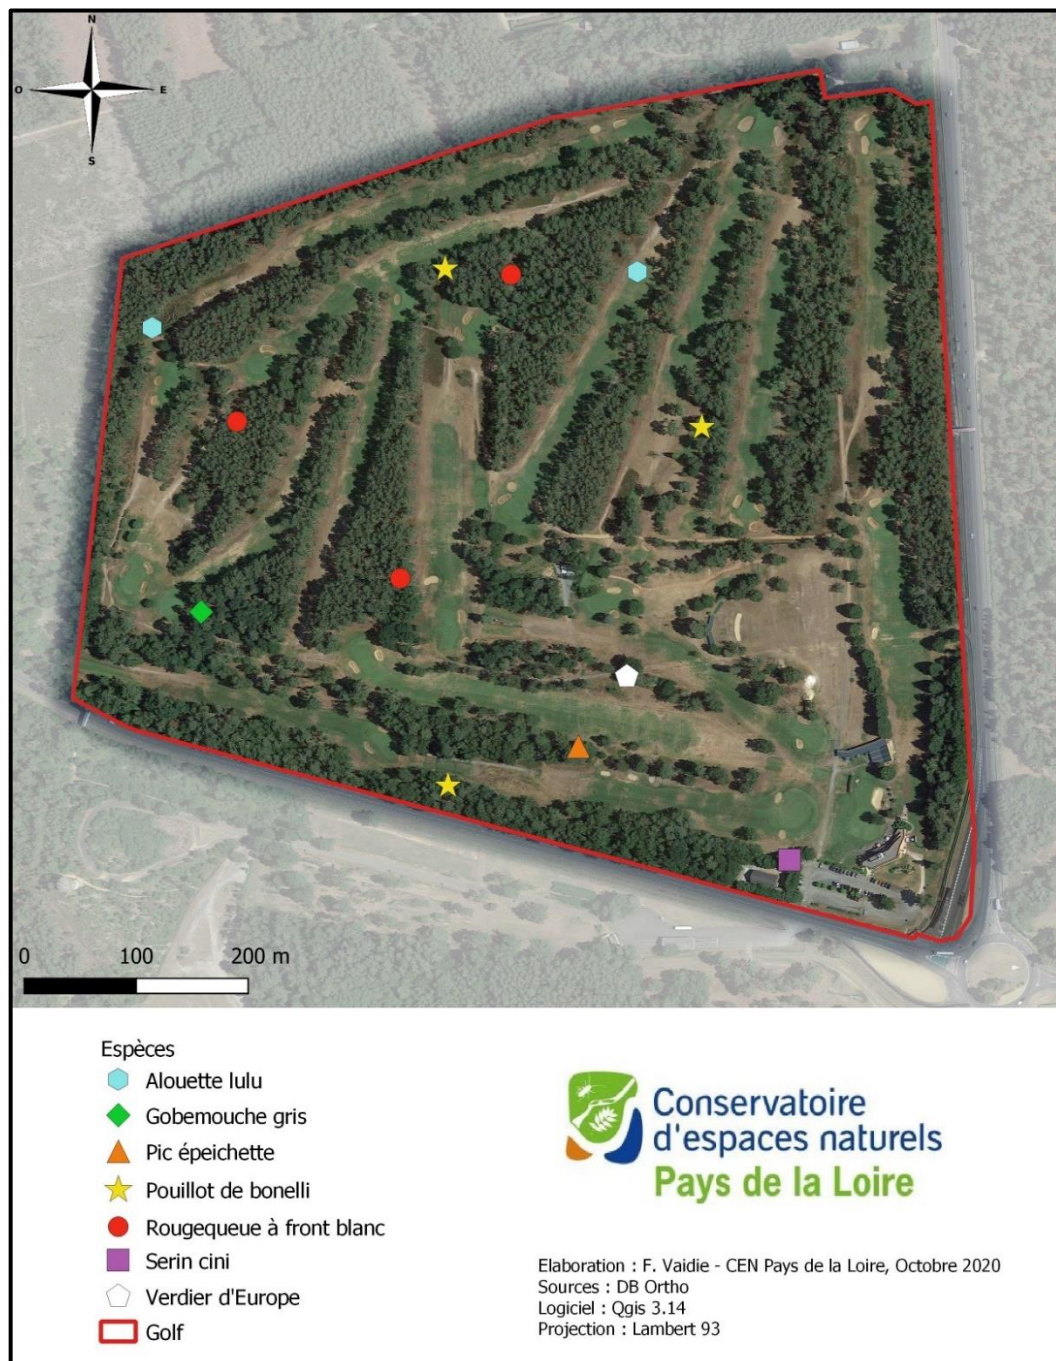 N
O
E
S
0 100 200 m
Espèces
Alouette lulu
Gobemouche gris
Pic épeichette
Pouillot de bonelli
Rougequeue à front blanc
Serin cini
Verdier d'Europe
Golf
Conservatoire
d'espaces naturels
Pays de la Loire
Elaboration : F. Vaidie - CEN Pays de la Loire, Octobre 2020
Sources : DB Ortho
Logiciel : Qgis 3.14
Projection : Lambert 93